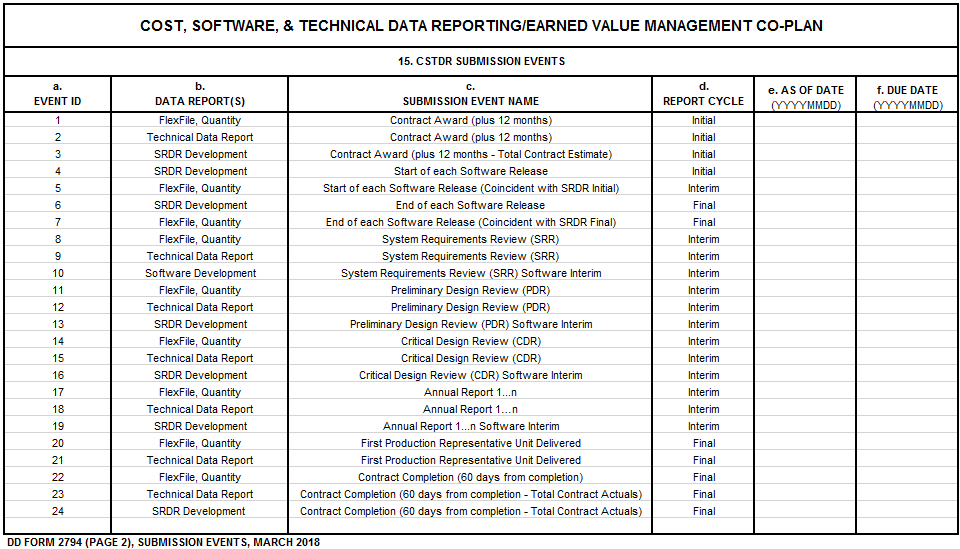 COST, SOFTWARE, & TECHNICAL DATA REPORTING/EARNED VALUE MANAGEMENT CO-PLAN
15. CSTDR SUBMISSION EVENTS
a. b. c. d. e. AS OF DATE f. DUE DATE
EVENT ID DATA REPORT(S) SUBMISSION EVENT NAME REPORT CYCLE (YYYYMMDD) (YYYYMMDD)
1 FlexFile, Quantity Contract Award (plus 12 months) Initial
2 Technical Data Report Contract Award (plus 12 months) Initial
3 SRDR Development Contract Award (plus 12 months - Total Contract Estimate) Initial
4 SRDR Development Start of each Software Release Initial
5 FlexFile, Quantity Start of each Software Release (Coincident with SRDR Initial) Interim
6 SRDR Development End of each Software Release Final
7 FlexFile, Quantity End of each Software Release (Coincident with SRDR Final) Final
8 FlexFile, Quantity System Requirements Review (SRR) Interim
9 Technical Data Report System Requirements Review (SRR) Interim
10 Software Development System Requirements Review (SRR) Software Interim Interim
11 FlexFile, Quantity Preliminary Design Review (PDR) Interim
12 Technical Data Report Preliminary Design Review (PDR) Interim
13 SRDR Development Preliminary Design Review (PDR) Software Interim Interim
14 FlexFile, Quantity Critical Design Review (CDR) Interim
15 Technical Data Report Critical Design Review (CDR) Interim
16 SRDR Development Critical Design Review (CDR) Software Interim Interim
17 FlexFile, Quantity Annual Report 1...n Interim
18 Technical Data Report Annual Report 1...n Interim
19 SRDR Development Annual Report 1...n Software Interim Interim
20 FlexFile, Quantity First Production Representative Unit Delivered Final
21 Technical Data Report First Production Representative Unit Delivered Final
22 FlexFile, Quantity Contract Completion (60 days from completion) Final
23 Technical Data Report Contract Completion (60 days from completion - Total Contract Actuals) Final
24 SRDR Development Contract Completion (60 days from completion - Total Contract Actuals) Final
DD FORM 2794 (PAGE 2), SUBMISSION EVENTS, MARCH 2018